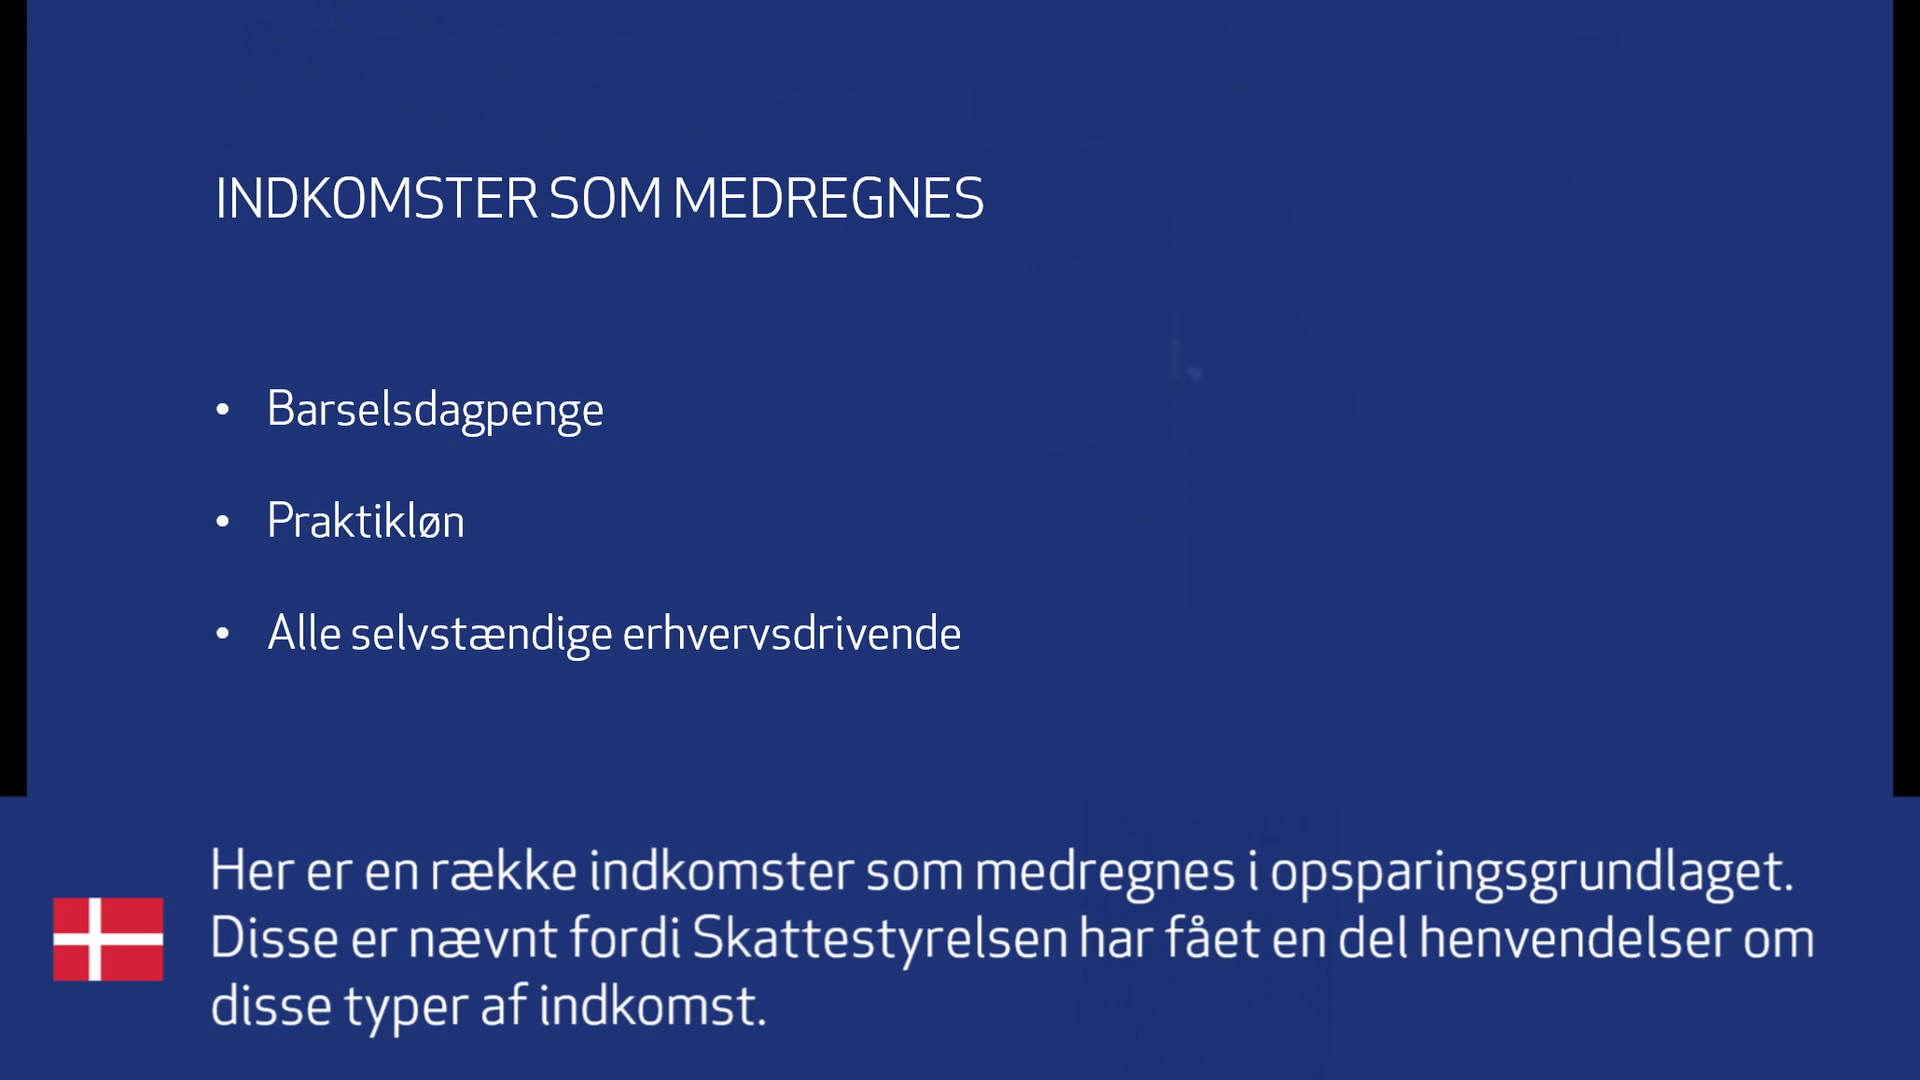 INDKOMSTER SOM MEDREGNES
• Barselsdagpenge
• Praktikløn
• Alle selvstændige erhvervsdrivende
Her er en række indkomster som medregnes i opsparingsgrundlaget.
Disse er nævnt fordi Skattestyrelsen har fået en del henvendelser om
disse typer af indkomst.